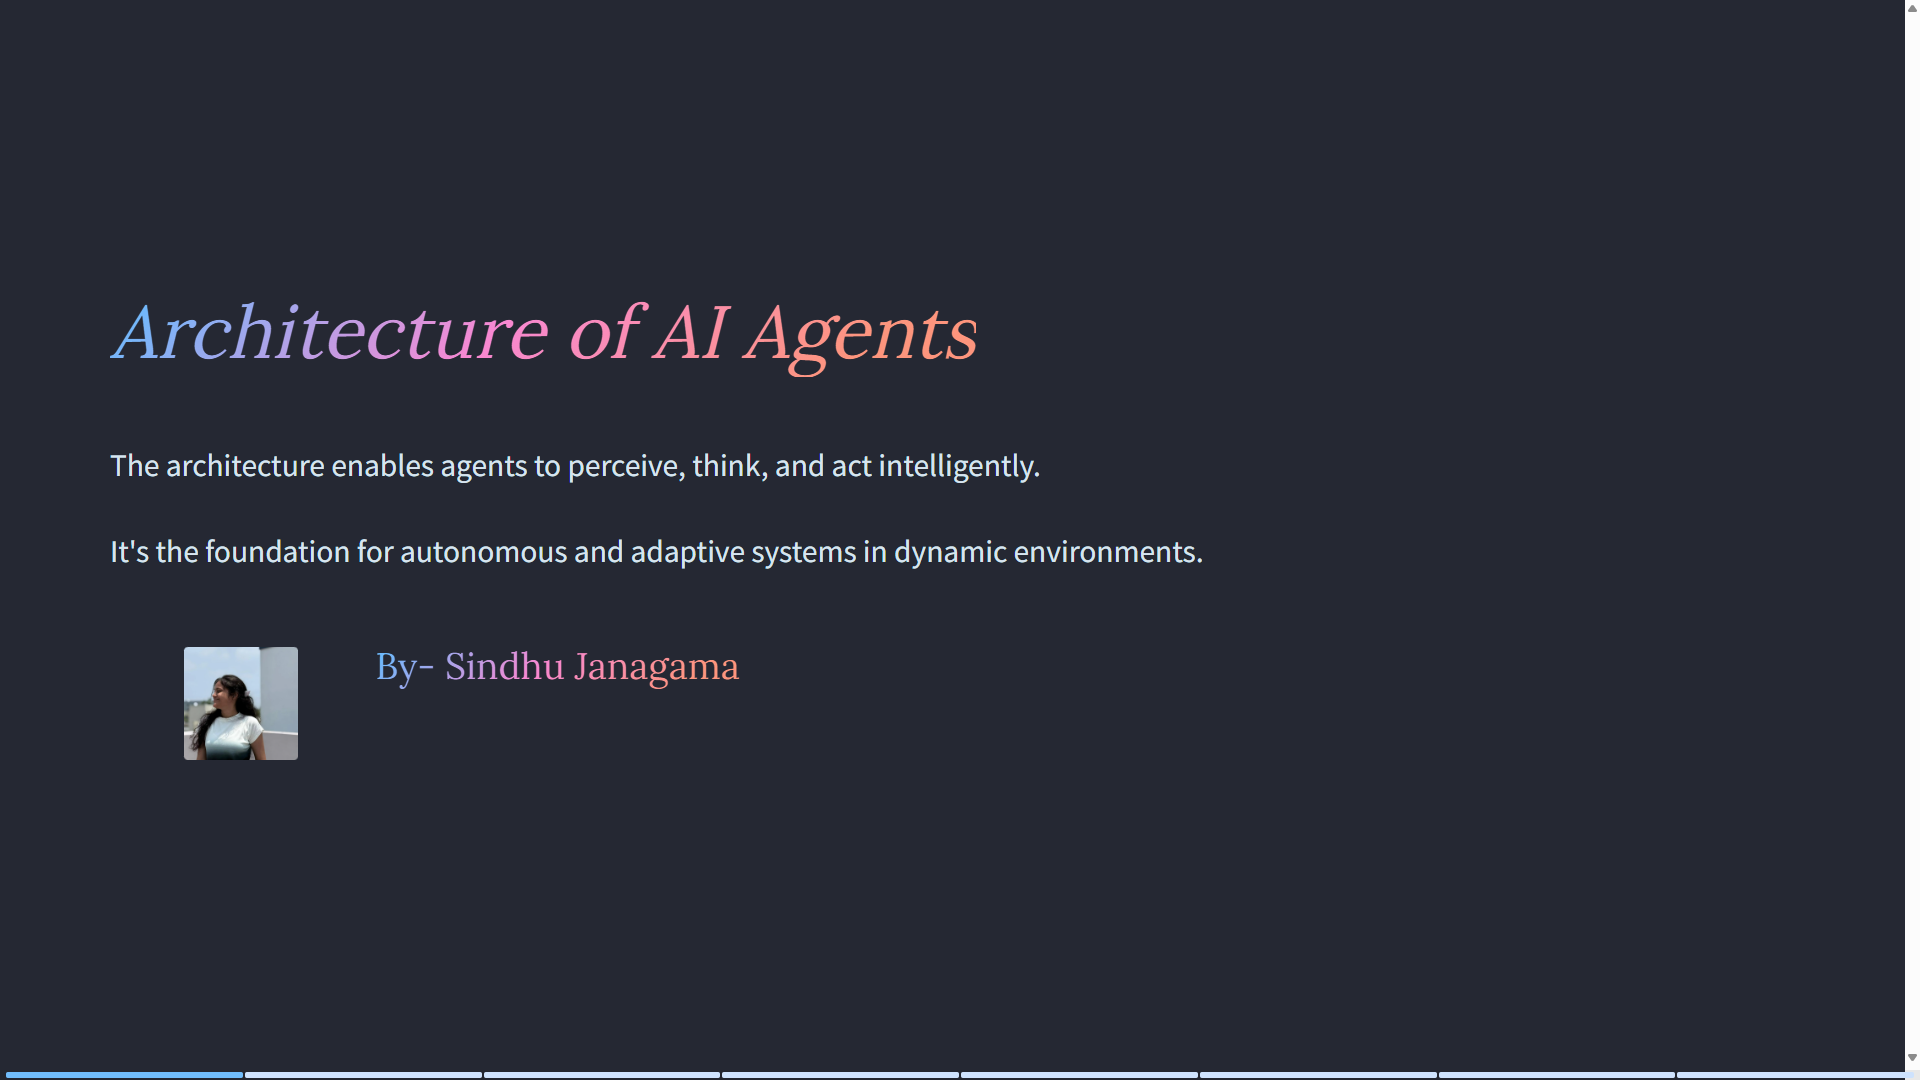 Architecture of AI Agents
The architecture enables agents to perceive, think, and act intelligently.
It's the foundation for autonomous and adaptive systems in dynamic environments.
By- Sindhu Janagama